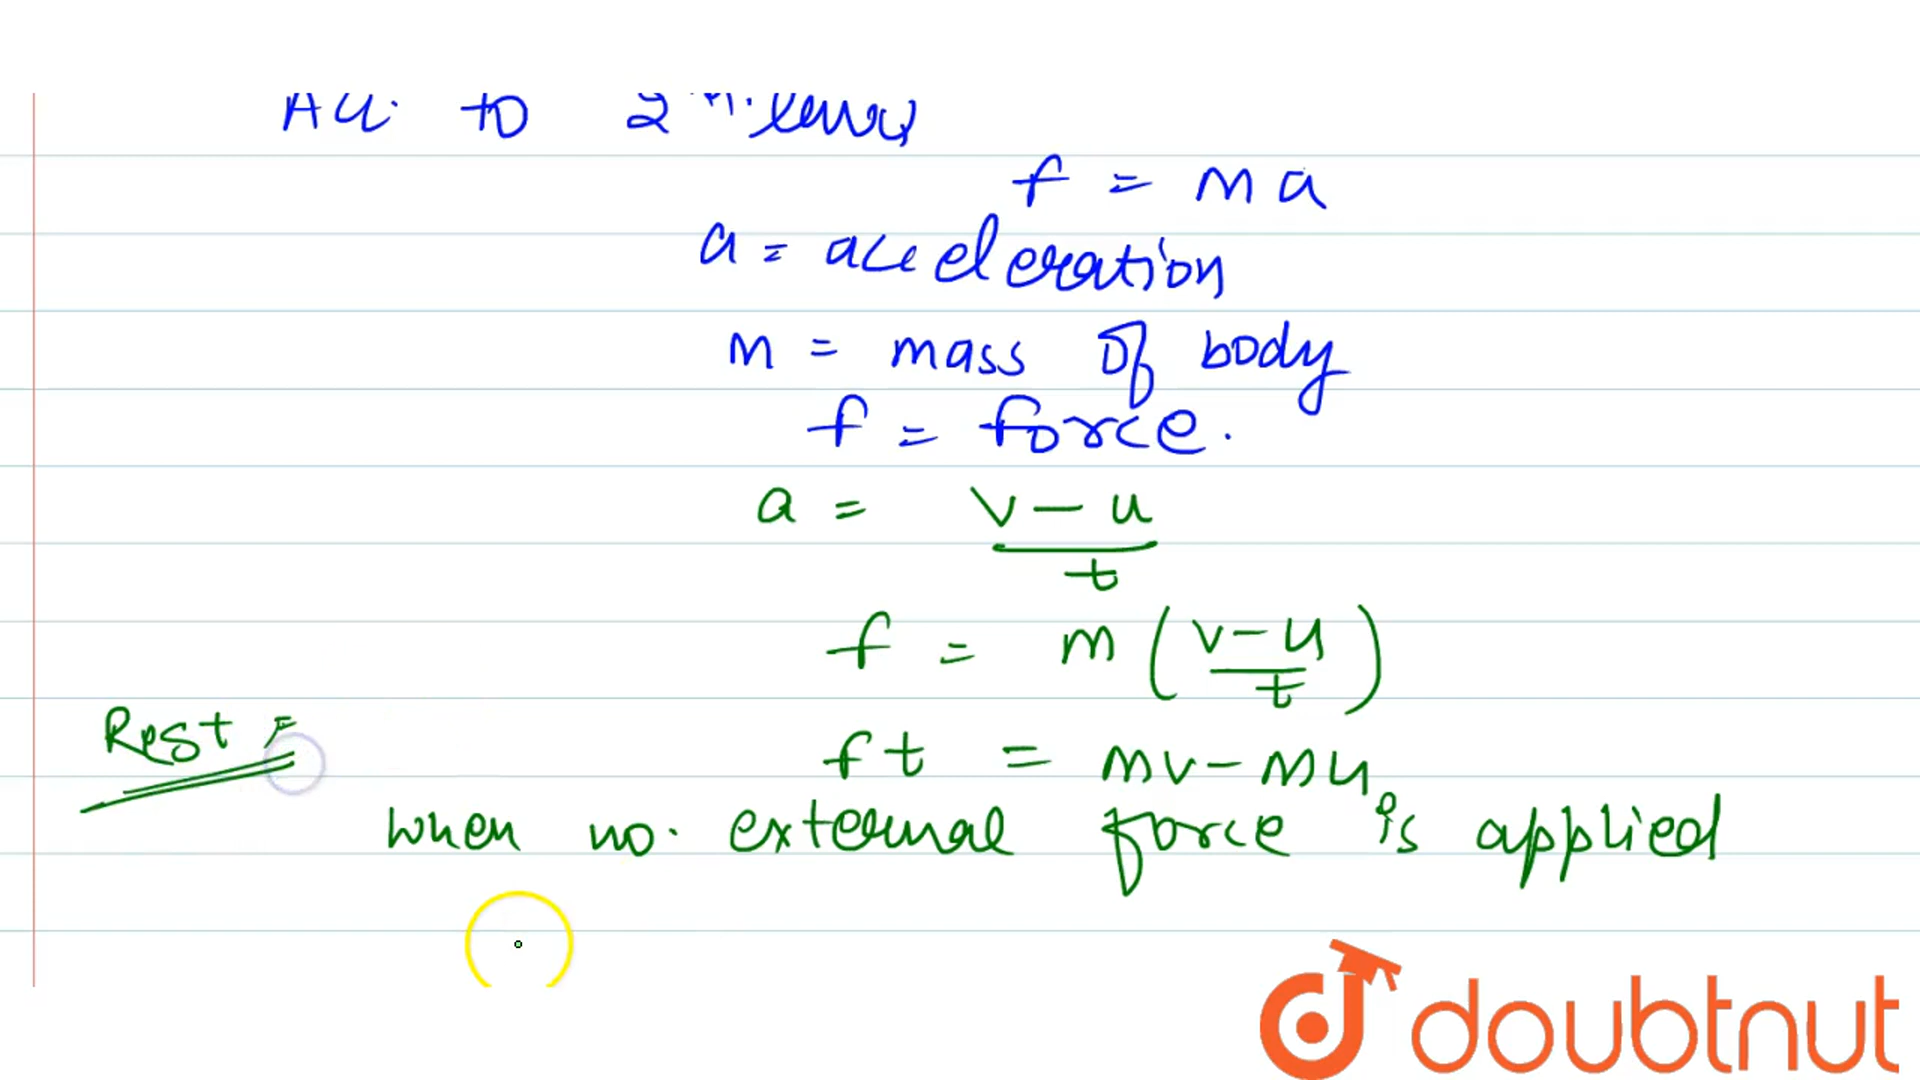 Acc. to 2nd. law,
f = ma
a = acceleration
m = mass of body
f = force.
a = v - u
t
f = m ( v - u / t )
Rest =
ft = mv - mu
when no. external force is applied
doubtnut